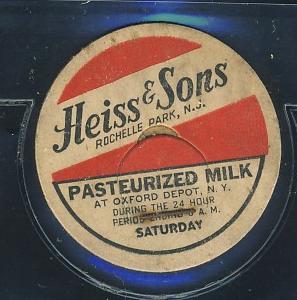 Heiss & Sons
ROCHELLE PARK, N.J.
PASTEURIZED MILK
AT OXFORD DEPOT, N.Y.
DURING THE 24 HOUR
PERIOD ENDING 6 A.M.
SATURDAY